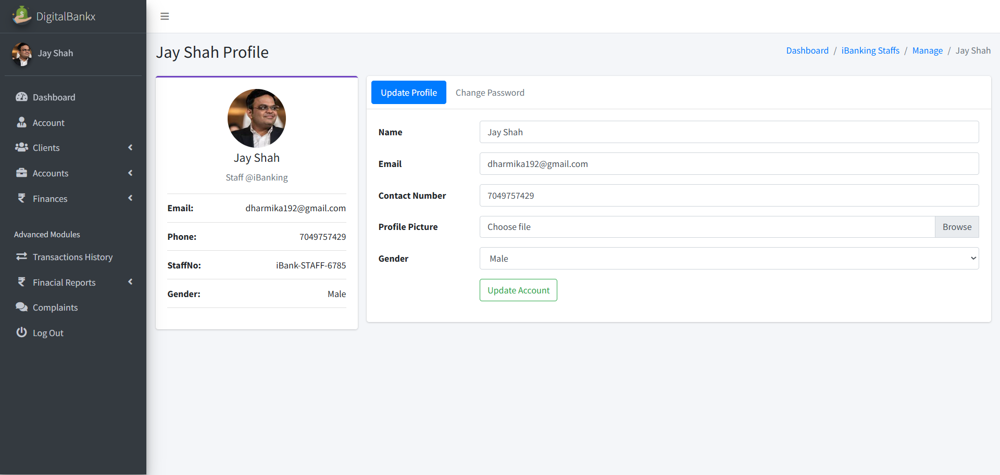 DigitalBankx
Jay Shah
Dashboard
Account
Clients
Accounts
Finances
Advanced Modules
Transactions History
Finacial Reports
Complaints
Log Out
Jay Shah Profile
Dashboard / iBanking Staffs / Manage / Jay Shah
Jay Shah
Staff @iBanking
Email: dharmika192@gmail.com
Phone: 7049757429
StaffNo: iBank-STAFF-6785
Gender: Male
Update Profile Change Password
Name Jay Shah
Email dharmika192@gmail.com
Contact Number 7049757429
Profile Picture Choose file Browse
Gender Male
Update Account